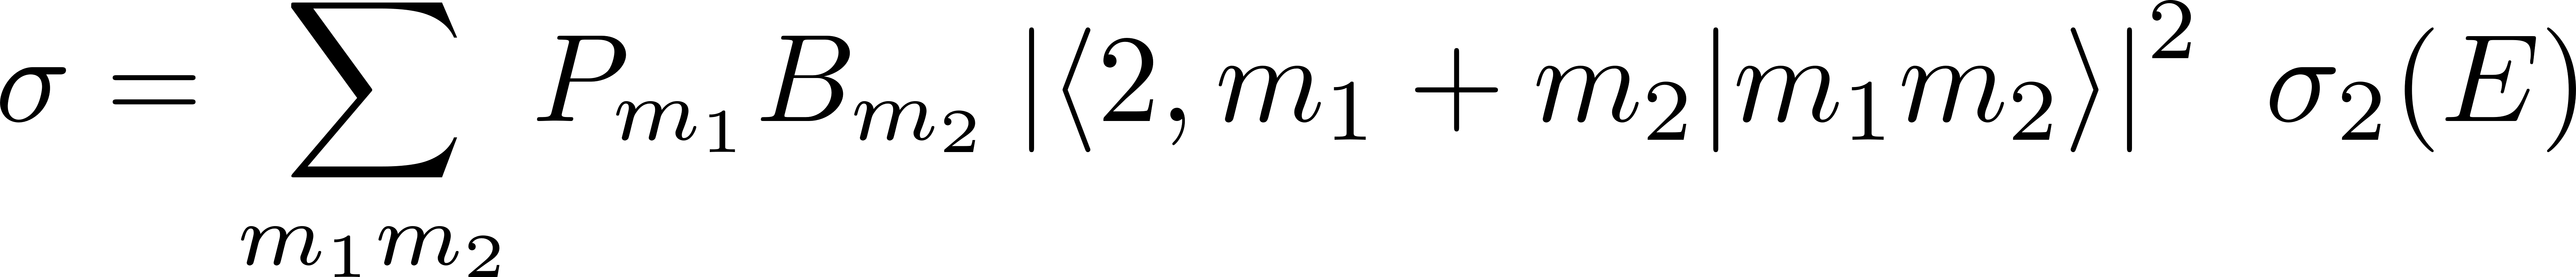 σ = ∑_{m_1 m_2} P_{m_1} B_{m_2} |⟨2, m_1 + m_2|m_1 m_2⟩|^2 σ_2(E)